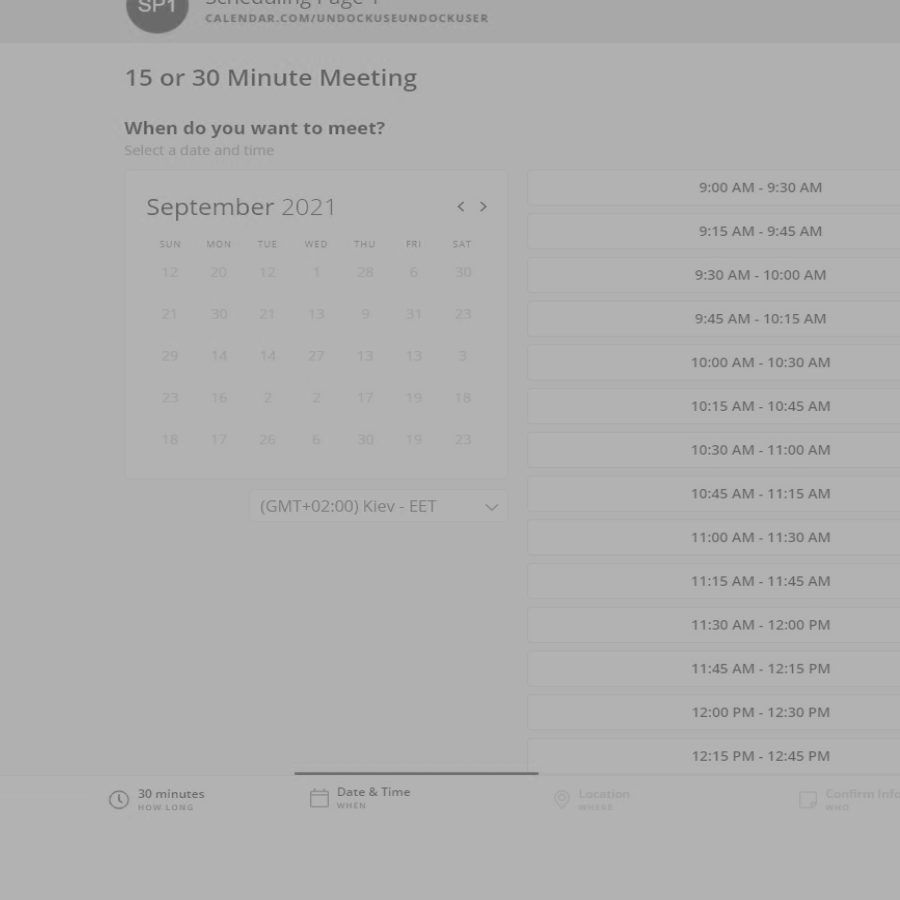 SP1
Scheduling Page 1
CALENDAR.COM/UNDOCKUSEUNDOCKUSER
15 or 30 Minute Meeting
When do you want to meet?
Select a date and time
September 2021
SUN MON TUE WED THU FRI SAT
12 20 12 1 28 6 30
21 30 21 13 9 31 23
29 14 14 27 13 13 3
23 16 2 2 17 19 18
18 17 26 6 30 19 23
(GMT+02:00) Kiev - EET
9:00 AM - 9:30 AM
9:15 AM - 9:45 AM
9:30 AM - 10:00 AM
9:45 AM - 10:15 AM
10:00 AM - 10:30 AM
10:15 AM - 10:45 AM
10:30 AM - 11:00 AM
10:45 AM - 11:15 AM
11:00 AM - 11:30 AM
11:15 AM - 11:45 AM
11:30 AM - 12:00 PM
11:45 AM - 12:15 PM
12:00 PM - 12:30 PM
12:15 PM - 12:45 PM
30 minutes
HOW LONG
Date & Time
WHEN
Location
WHERE
Confirm Info
WHO